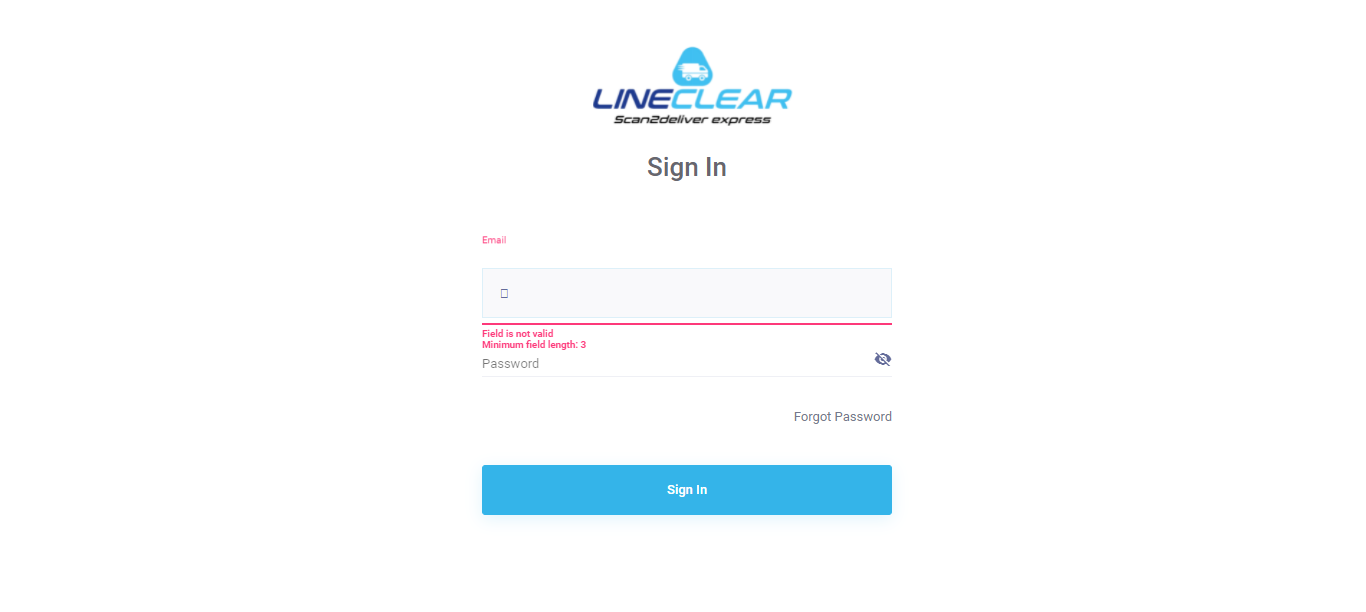 LINECLEAR
Scan2deliver express
Sign In
Email
Field is not valid
Minimum field length: 3
Password
Forgot Password
Sign In